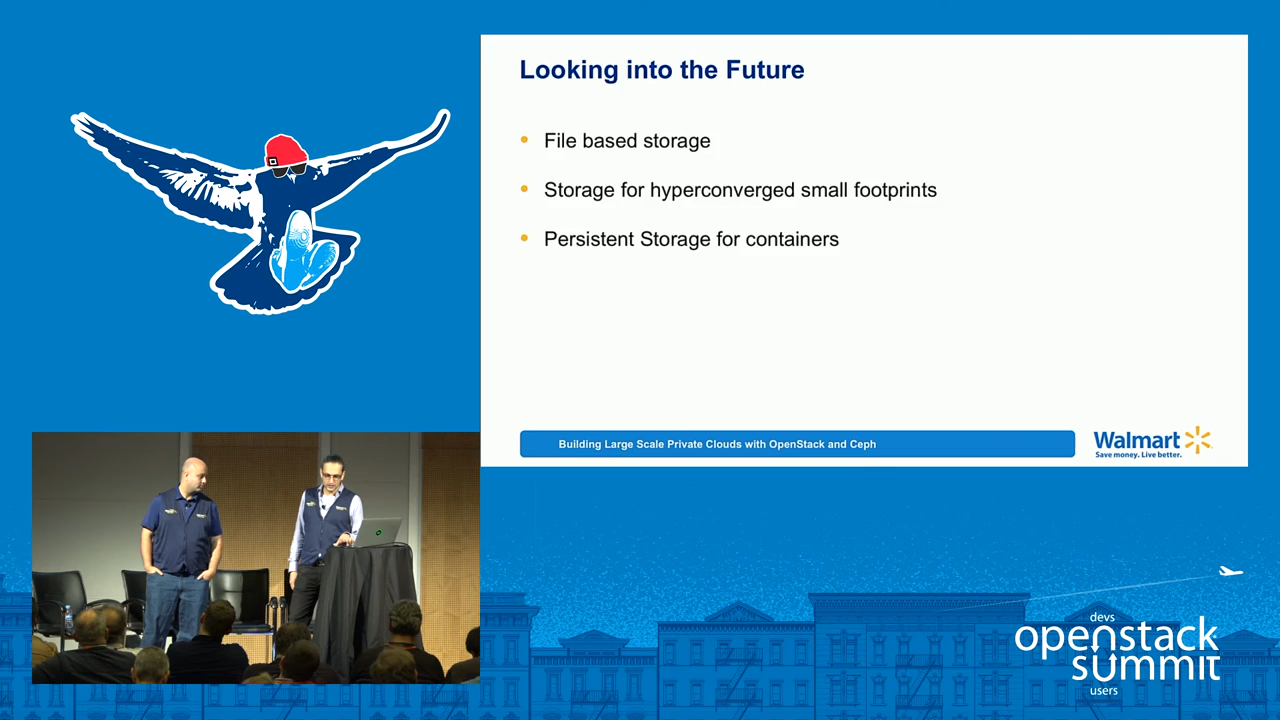 Looking into the Future
• File based storage
• Storage for hyperconverged small footprints
• Persistent Storage for containers
Building Large Scale Private Clouds with OpenStack and Ceph
Walmart
Save money. Live better.
devs
openstack
summit
users